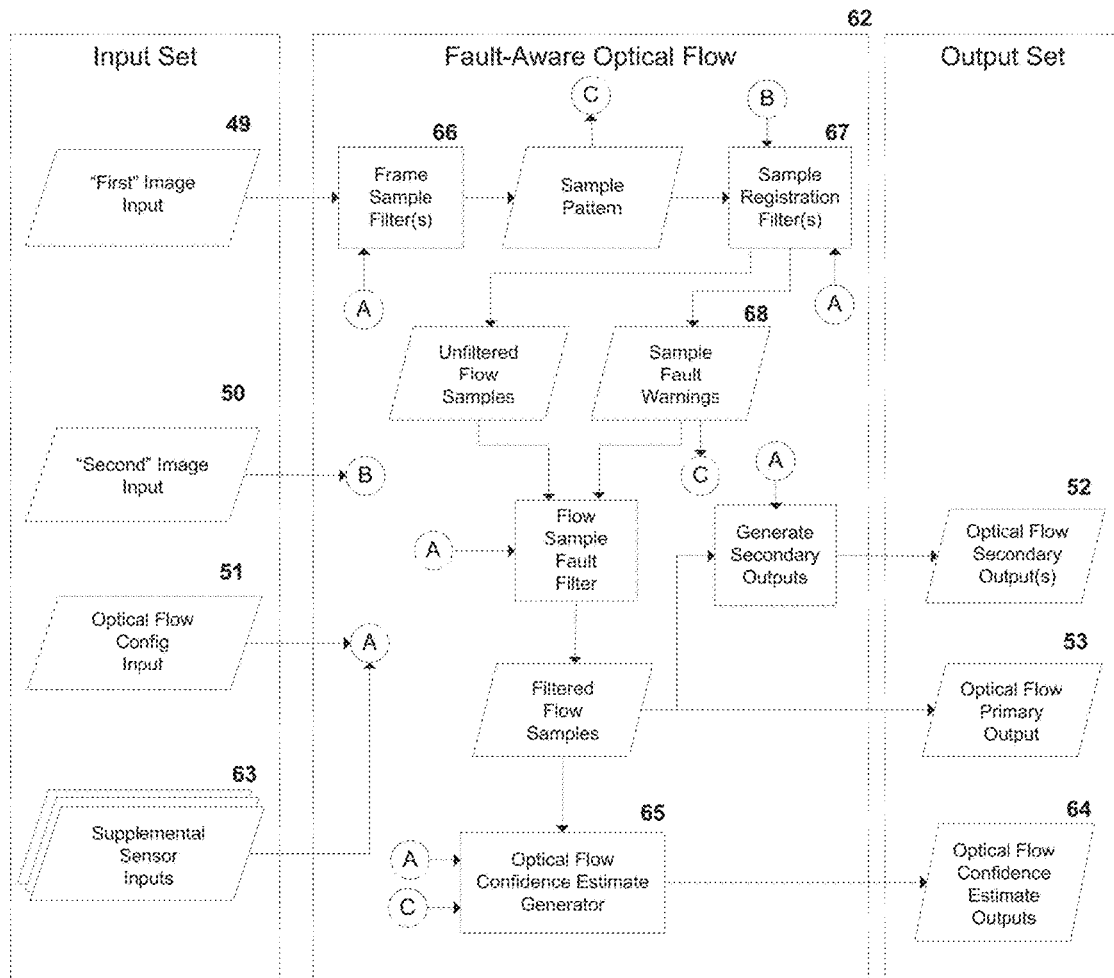 62
Input Set
Fault-Aware Optical Flow
Output Set
49
"First" Image
Input
66
Frame
Sample
Filter(s)
A
C
Sample
Pattern
B
67
Sample
Registration
Filter(s)
A
Unfiltered
Flow
Samples
68
Sample
Fault
Warnings
C
50
"Second" Image
Input
B
A
Flow
Sample
Fault
Filter
A
Generate
Secondary
Outputs
52
Optical Flow
Secondary
Output(s)
51
Optical Flow
Config
Input
A
Filtered
Flow
Samples
53
Optical Flow
Primary
Output
63
Supplemental
Sensor
Inputs
65
A
C
Optical Flow
Confidence Estimate
Generator
64
Optical Flow
Confidence
Estimate
Outputs